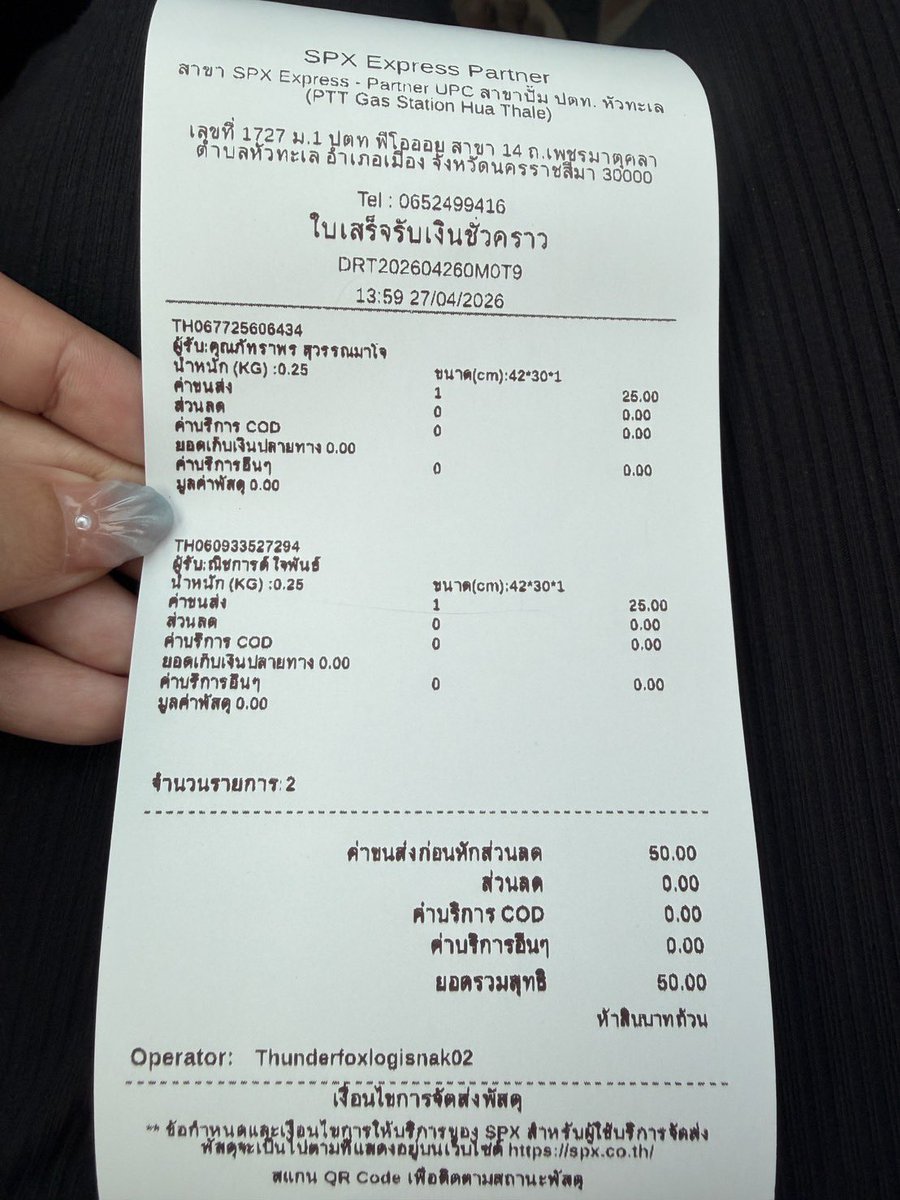 SPX Express Partner
สาขา SPX Express - Partner UPC สาขาปั้ม ปตท. หัวทะเล
(PTT Gas Station Hua Thale)
เลขที่ 1727 ม.1 ปตท พีโอออย สาขา 14 ถ.เพชรมาตุคลา
ตำบลหัวทะเล อำเภอเมือง จังหวัดนครราชสีมา 30000
Tel : 0652499416
ใบเสร็จรับเงินชั่วคราว
DRT202604260M0T9
13:59 27/04/2026
TH067725606434
ผู้รับ:คุณภัทราพร สุวรรณมาโจ
น้ำหนัก (KG) :0.25 ขนาด(cm):42*30*1
ค่าขนส่ง 1 25.00
ส่วนลด 0 0.00
ค่าบริการ COD 0 0.00
ยอดเก็บเงินปลายทาง 0.00
ค่าบริการอื่นๆ 0 0.00
มูลค่าพัสดุ 0.00
TH060933527294
ผู้รับ:ณิชการต์ ใจพันธ์
น้ำหนัก (KG) :0.25 ขนาด(cm):42*30*1
ค่าขนส่ง 1 25.00
ส่วนลด 0 0.00
ค่าบริการ COD 0 0.00
ยอดเก็บเงินปลายทาง 0.00
ค่าบริการอื่นๆ 0 0.00
มูลค่าพัสดุ 0.00
จำนวนรายการ: 2
ค่าขนส่งก่อนหักส่วนลด 50.00
ส่วนลด 0.00
ค่าบริการ COD 0.00
ค่าบริการอื่นๆ 0.00
ยอดรวมสุทธิ 50.00
ห้าสิบบาทถ้วน
Operator: Thunderfoxlogisnak02
เงื่อนไขการจัดส่งพัสดุ
** ข้อกำหนดและเงื่อนไขการให้บริการของ SPX สำหรับผู้ใช้บริการจัดส่ง
พัสดุจะเป็นไปตามที่แสดงอยู่บนเว็บไซต์ https://spx.co.th/
สแกน QR Code เพื่อติดตามสถานะพัสดุ